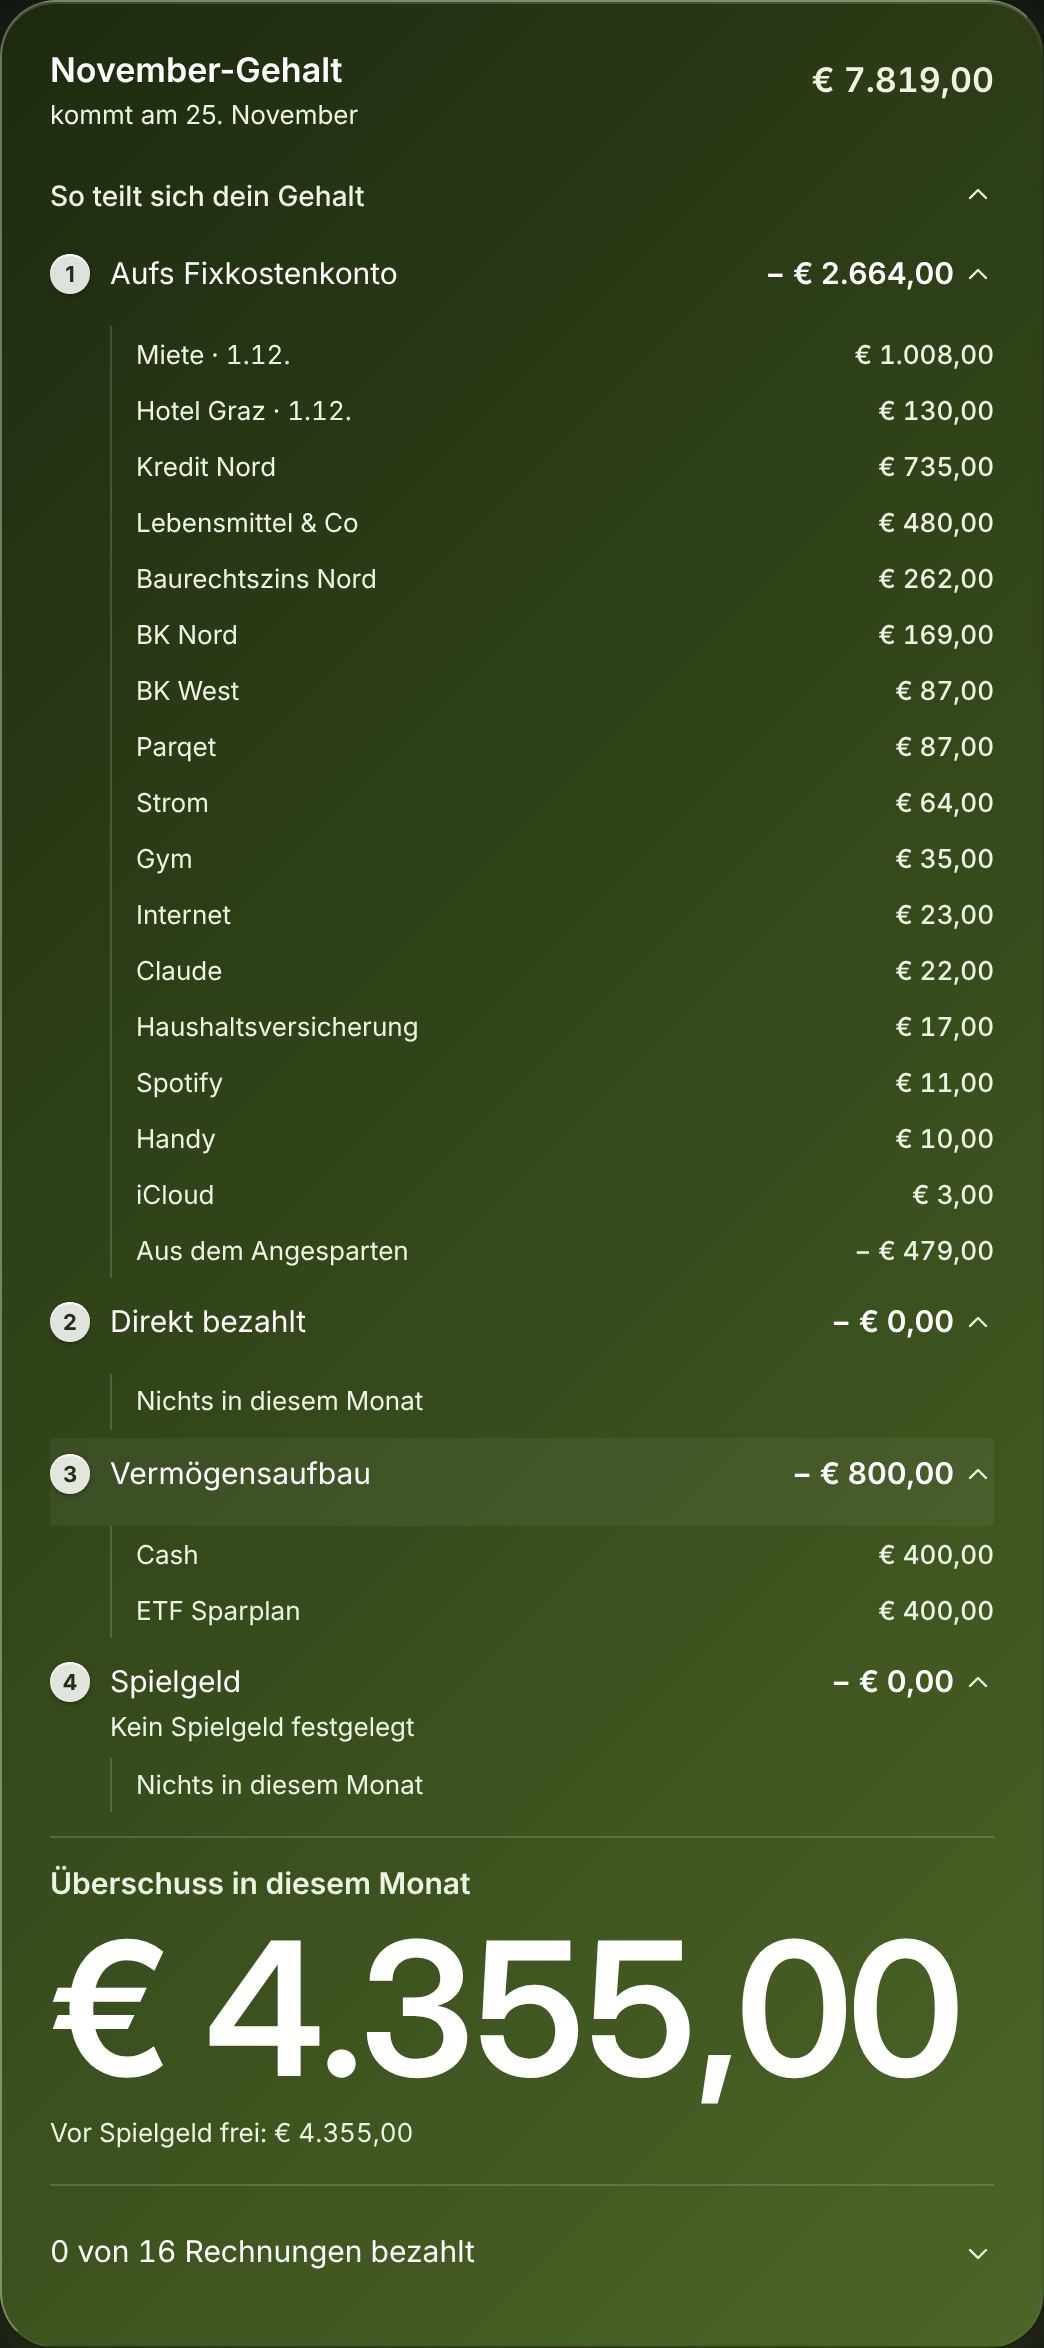 November-Gehalt
€ 7.819,00
kommt am 25. November
So teilt sich dein Gehalt
1 Aufs Fixkostenkonto – € 2.664,00
Miete · 1.12. € 1.008,00
Hotel Graz · 1.12. € 130,00
Kredit Nord € 735,00
Lebensmittel & Co € 480,00
Baurechtszins Nord € 262,00
BK Nord € 169,00
BK West € 87,00
Parqet € 87,00
Strom € 64,00
Gym € 35,00
Internet € 23,00
Claude € 22,00
Haushaltsversicherung € 17,00
Spotify € 11,00
Handy € 10,00
iCloud € 3,00
Aus dem Angesparten – € 479,00
2 Direkt bezahlt – € 0,00
Nichts in diesem Monat
3 Vermögensaufbau – € 800,00
Cash € 400,00
ETF Sparplan € 400,00
4 Spielgeld – € 0,00
Kein Spielgeld festgelegt
Nichts in diesem Monat
Überschuss in diesem Monat
€ 4.355,00
Vor Spielgeld frei: € 4.355,00
0 von 16 Rechnungen bezahlt